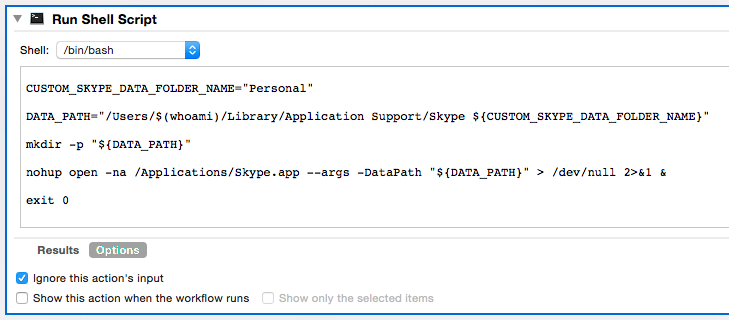 Run Shell Script
Shell: /bin/bash
CUSTOM_SKYPE_DATA_FOLDER_NAME="Personal"
DATA_PATH="/Users/$(whoami)/Library/Application Support/Skype ${CUSTOM_SKYPE_DATA_FOLDER_NAME}"
mkdir -p "${DATA_PATH}"
nohup open -na /Applications/Skype.app --args -DataPath "${DATA_PATH}" > /dev/null 2>&1 &
exit 0
Results Options
Ignore this action's input
Show this action when the workflow runs Show only the selected items